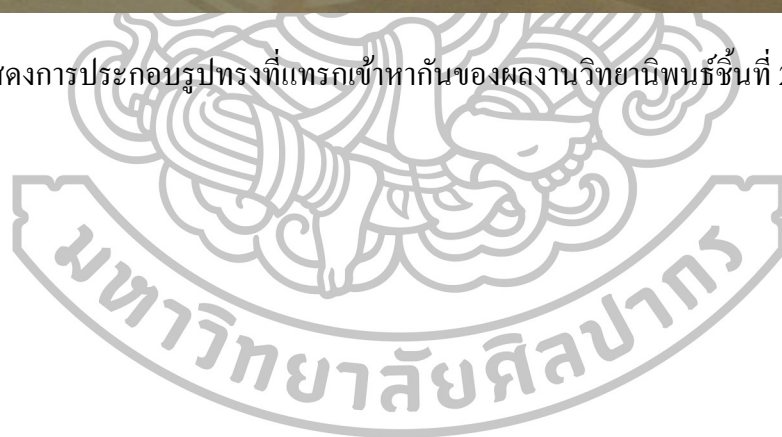 ดงการประกอบรูปทรงที่แทรกเข้าหากันของผลงานวิทยานิพนธ์ชิ้นที่
มหาวิทยาลัยศิลปากร